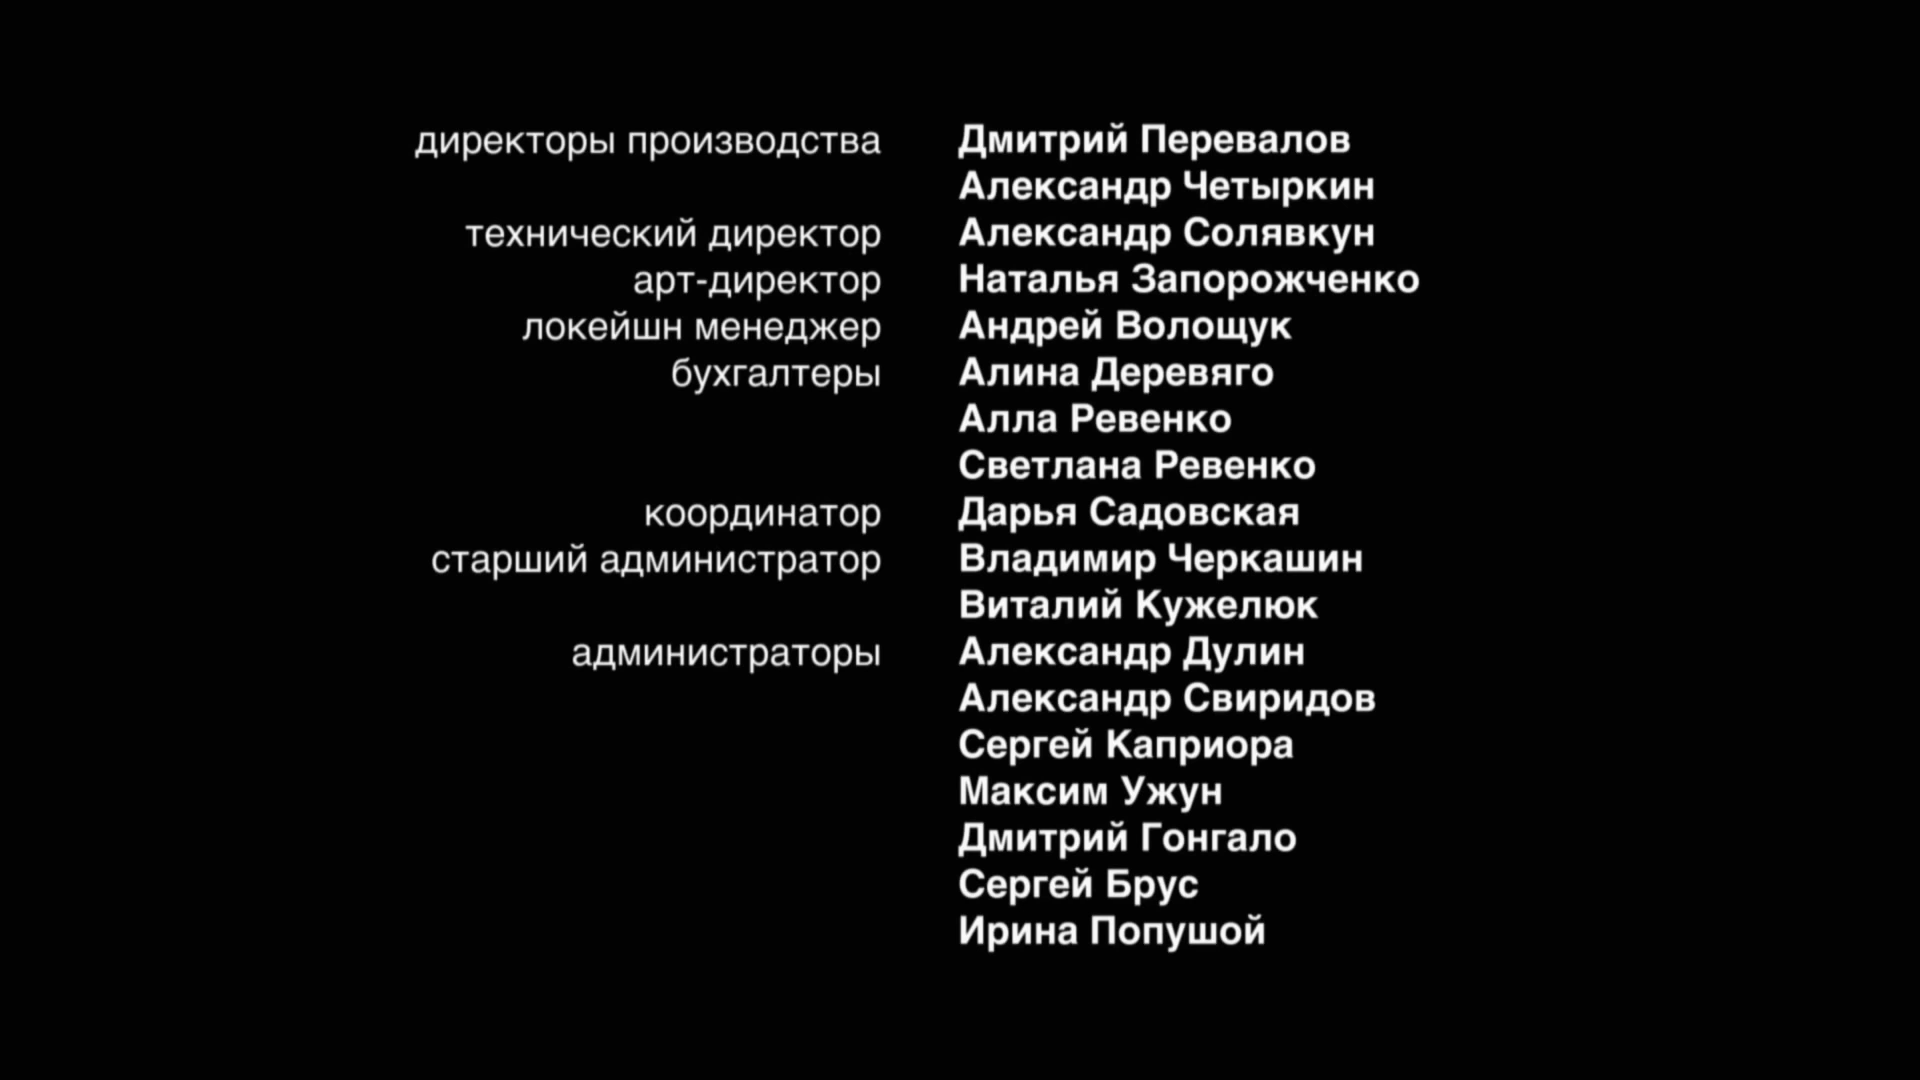 директоры производства Дмитрий Перевалов
Александр Четыркин
технический директор Александр Солявкун
арт-директор Наталья Запорожченко
локейшн менеджер Андрей Волощук
бухгалтеры Алина Деревяго
Алла Ревенко
Светлана Ревенко
координатор Дарья Садовская
старший администратор Владимир Черкашин
Виталий Кужелюк
администраторы Александр Дулин
Александр Свиридов
Сергей Каприора
Максим Ужун
Дмитрий Гонгало
Сергей Брус
Ирина Попушой